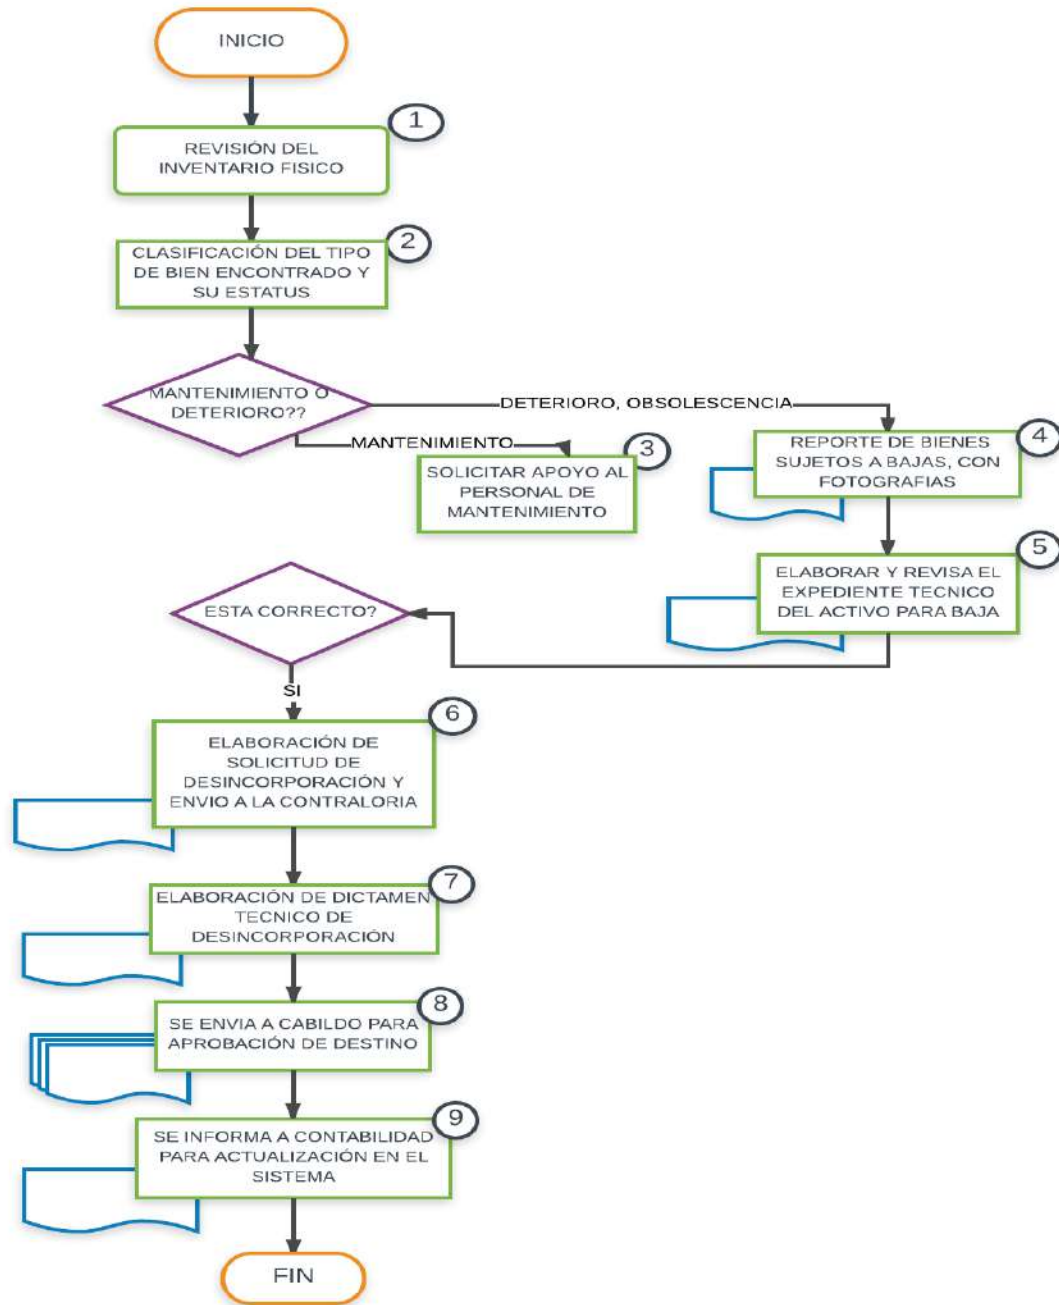 INICIO
1
REVISIÓN DEL
INVENTARIO FISICO
2
CLASIFICACIÓN DEL TIPO
DE BIEN ENCONTRADO Y
SU ESTATUS
MANTENIMIENTO O
DETERIORO??
DETERIORO, OBSOLESCENCIA
MANTENIMIENTO
3
SOLICITAR APOYO AL
PERSONAL DE
MANTENIMIENTO
4
REPORTE DE BIENES
SUJETOS A BAJAS, CON
FOTOGRAFIAS
5
ELABORAR Y REVISA EL
EXPEDIENTE TECNICO
DEL ACTIVO PARA BAJA
ESTA CORRECTO?
SI
6
ELABORACIÓN DE
SOLICITUD DE
DESINCORPORACIÓN Y
ENVIO A LA CONTRALORIA
7
ELABORACIÓN DE DICTAMEN
TECNICO DE
DESINCORPORACIÓN
8
SE ENVIA A CABILDO PARA
APROBACIÓN DE DESTINO
9
SE INFORMA A CONTABILIDAD
PARA ACTUALIZACIÓN EN EL
SISTEMA
FIN